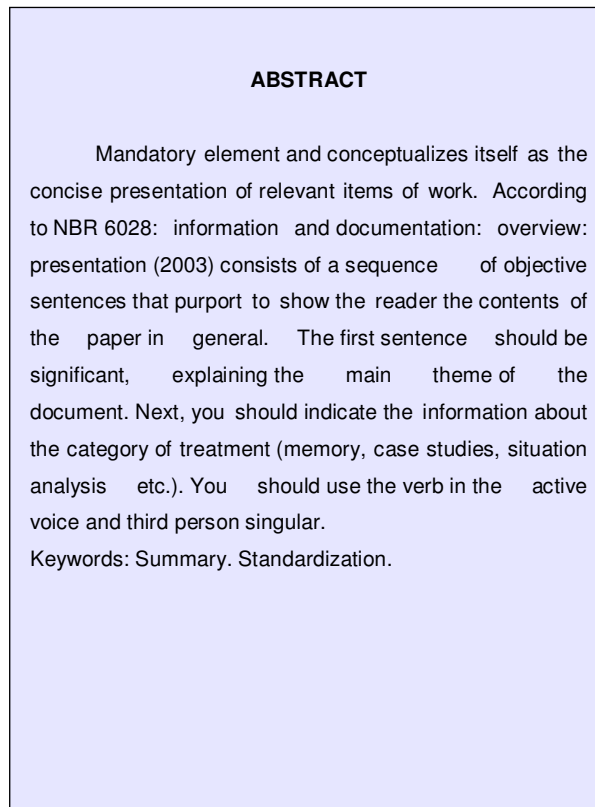 ABSTRACT
Mandatory element and conceptualizes itself as the
concise presentation of relevant items of work. According
to NBR 6028: information and documentation: overview:
presentation (2003) consists of a sequence of objective
sentences that purport to show the reader the contents of
the paper in general. The first sentence should be
significant, explaining the main theme of the
document. Next, you should indicate the information about
the category of treatment (memory, case studies, situation
analysis etc.). You should use the verb in the active
voice and third person singular.
Keywords: Summary. Standardization.